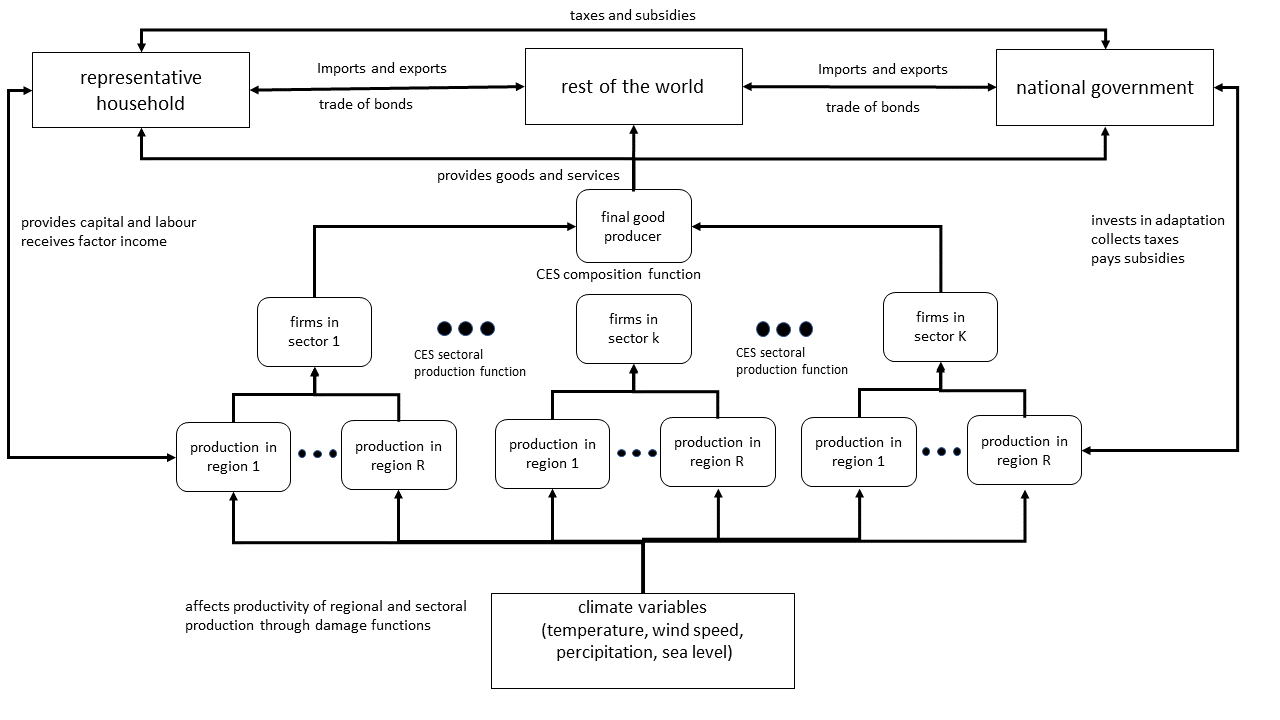 taxes and subsidies
representative
household
Imports and exports
trade of bonds
rest of the world
Imports and exports
trade of bonds
national government
provides goods and services
provides capital and labour
receives factor income
final good
producer
invests in adaptation
collects taxes
pays subsidies
CES composition function
firms in
sector 1
CES sectoral
production function
firms in
sector k
CES sectoral
production function
firms in
sector K
production in
region 1
production in
region R
production in
region 1
production in
region R
production in
region 1
production in
region R
affects productivity of regional and sectoral
production through damage functions
climate variables
(temperature, wind speed,
percipitation, sea level)